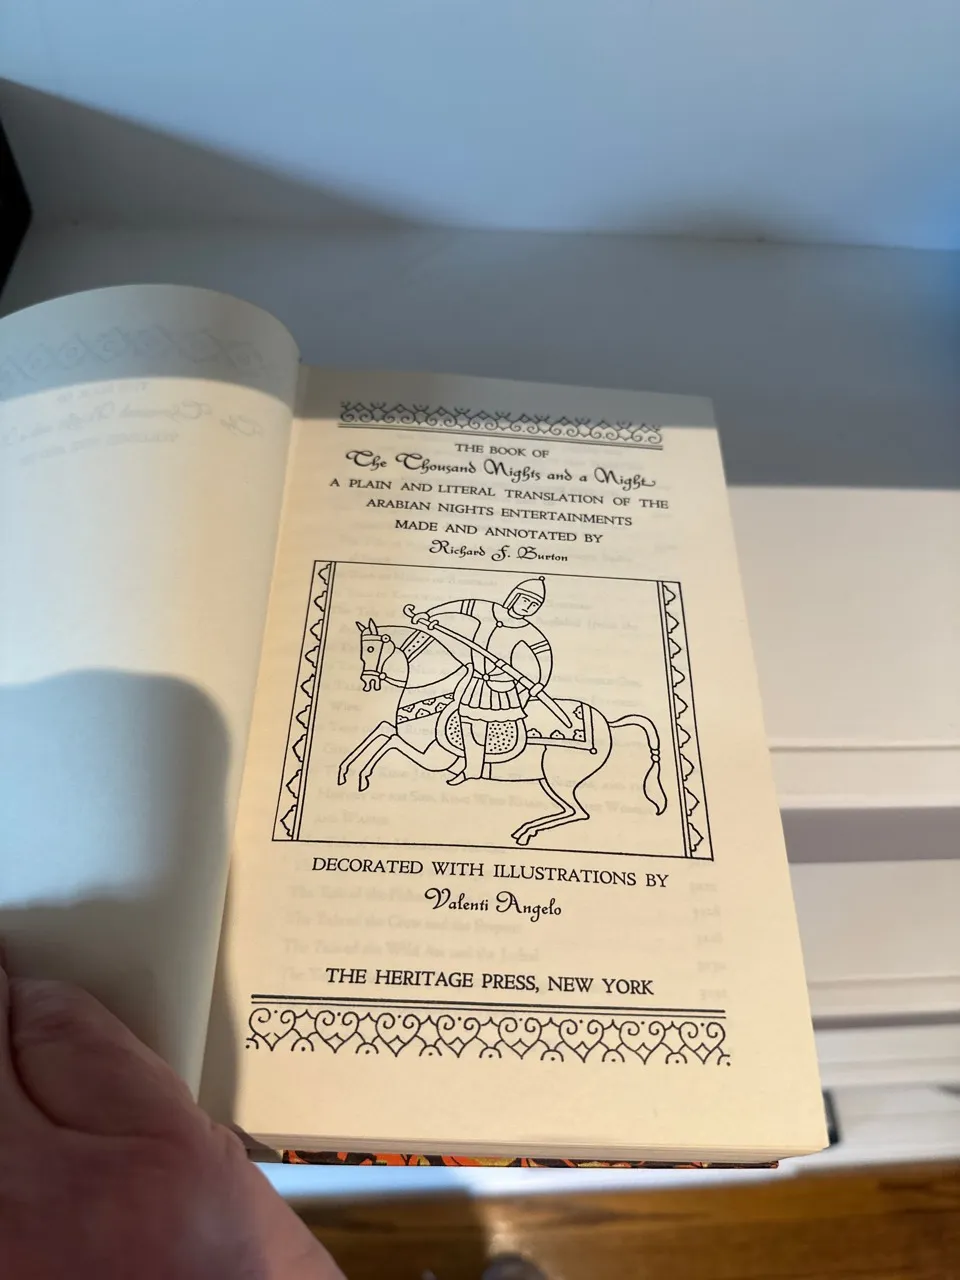 THE BOOK OF
The Thousand Nights and a Night
A PLAIN AND LITERAL TRANSLATION OF THE
ARABIAN NIGHTS ENTERTAINMENTS
MADE AND ANNOTATED BY
Richard F. Burton
DECORATED WITH ILLUSTRATIONS BY
Valenti Angelo
THE HERITAGE PRESS, NEW YORK